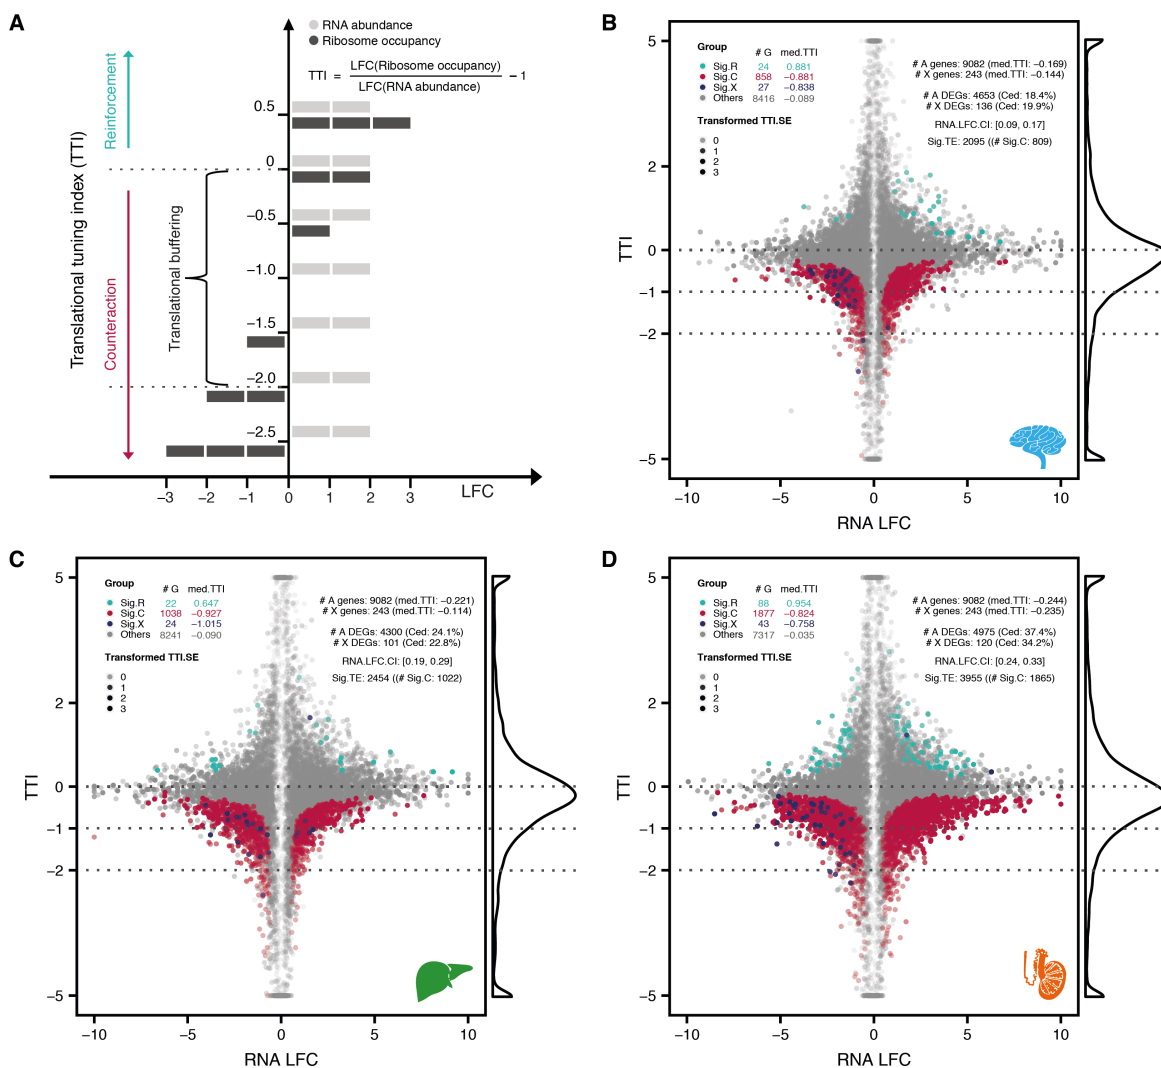 A
RNA abundance
Ribosome occupancy
TTI = LFC(Ribosome occupancy) − 1
LFC(RNA abundance)
Reinforcement
Translational tuning index (TTI)
Counteraction
Translational buffering
0.5
0
−0.5
−1.0
−1.5
−2.0
−2.5
−3 −2 −1 0 1 2 3
LFC
B
Group # G med.TTI
Sig.R 24 0.881
Sig.C 858 −0.881
Sig.X 27 −0.838
Others 8416 −0.089
Transformed TTI.SE
0
1
2
3
# A genes: 9082 (med.TTI: −0.169)
# X genes: 243 (med.TTI: −0.144)
# A DEGs: 4653 (Ced: 18.4%)
# X DEGs: 136 (Ced: 19.9%)
RNA.LFC.CI: [0.09, 0.17]
Sig.TE: 2095 ((# Sig.C: 809)
TTI
5
2
0
−1
−2
−5
−10 −5 0 5 10
RNA LFC
C
Group # G med.TTI
Sig.R 22 0.647
Sig.C 1038 −0.927
Sig.X 24 −1.015
Others 8241 −0.090
Transformed TTI.SE
0
1
2
3
# A genes: 9082 (med.TTI: −0.221)
# X genes: 243 (med.TTI: −0.114)
# A DEGs: 4300 (Ced: 24.1%)
# X DEGs: 101 (Ced: 22.8%)
RNA.LFC.CI: [0.19, 0.29]
Sig.TE: 2454 ((# Sig.C: 1022)
TTI
5
2
0
−1
−2
−5
−10 −5 0 5 10
RNA LFC
D
Group # G med.TTI
Sig.R 88 0.954
Sig.C 1877 −0.824
Sig.X 43 −0.758
Others 7317 −0.035
Transformed TTI.SE
0
1
2
3
# A genes: 9082 (med.TTI: −0.244)
# X genes: 243 (med.TTI: −0.235)
# A DEGs: 4975 (Ced: 37.4%)
# X DEGs: 120 (Ced: 34.2%)
RNA.LFC.CI: [0.24, 0.33]
Sig.TE: 3955 ((# Sig.C: 1865)
TTI
5
2
0
−1
−2
−5
−10 −5 0 5 10
RNA LFC